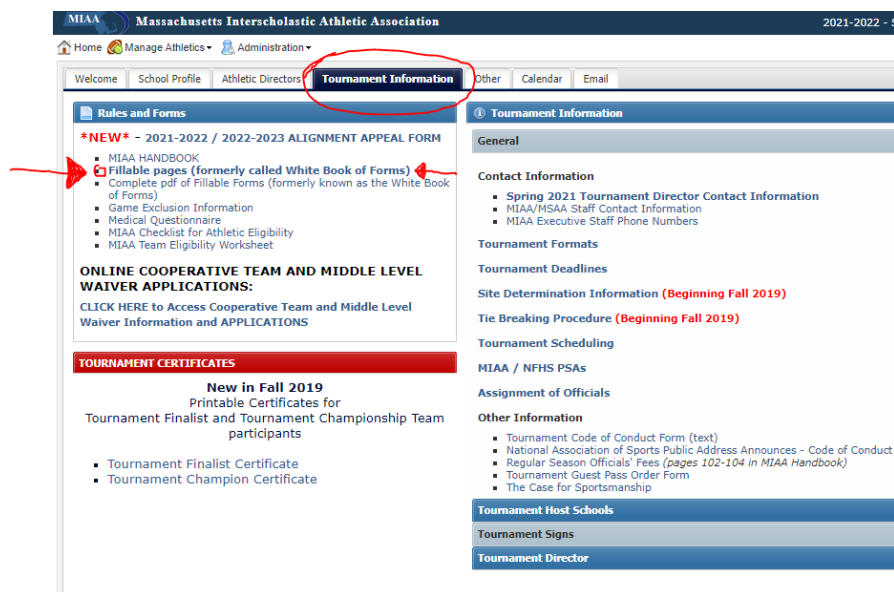 MIAA Massachusetts Interscholastic Athletic Association
2021-2022 - S
Home Manage Athletics Administration
Welcome School Profile Athletic Directors Tournament Information Other Calendar Email
Rules and Forms
*NEW* - 2021-2022 / 2022-2023 ALIGNMENT APPEAL FORM
MIAA HANDBOOK
Fillable pages (formerly called White Book of Forms)
Complete pdf of Fillable Forms (formerly known as the White Book
of Forms)
Game Exclusion Information
Medical Questionnaire
MIAA Checklist for Athletic Eligibility
MIAA Team Eligibility Worksheet
ONLINE COOPERATIVE TEAM AND MIDDLE LEVEL
WAIVER APPLICATIONS:
CLICK HERE to Access Cooperative Team and Middle Level
Waiver Information and APPLICATIONS
TOURNAMENT CERTIFICATES
New in Fall 2019
Printable Certificates for
Tournament Finalist and Tournament Championship Team
participants
Tournament Finalist Certificate
Tournament Champion Certificate
Tournament Information
General
Contact Information
Spring 2021 Tournament Director Contact Information
MIAA/MSAA Staff Contact Information
MIAA Executive Staff Phone Numbers
Tournament Formats
Tournament Deadlines
Site Determination Information (Beginning Fall 2019)
Tie Breaking Procedure (Beginning Fall 2019)
Tournament Scheduling
MIAA / NFHS PSAs
Assignment of Officials
Other Information
Tournament Code of Conduct Form (text)
National Association of Sports Public Address Announces - Code of Conduct
Regular Season Officials' Fees (pages 102-104 in MIAA Handbook)
Tournament Guest Pass Order Form
The Case for Sportsmanship
Tournament Host Schools
Tournament Signs
Tournament Director